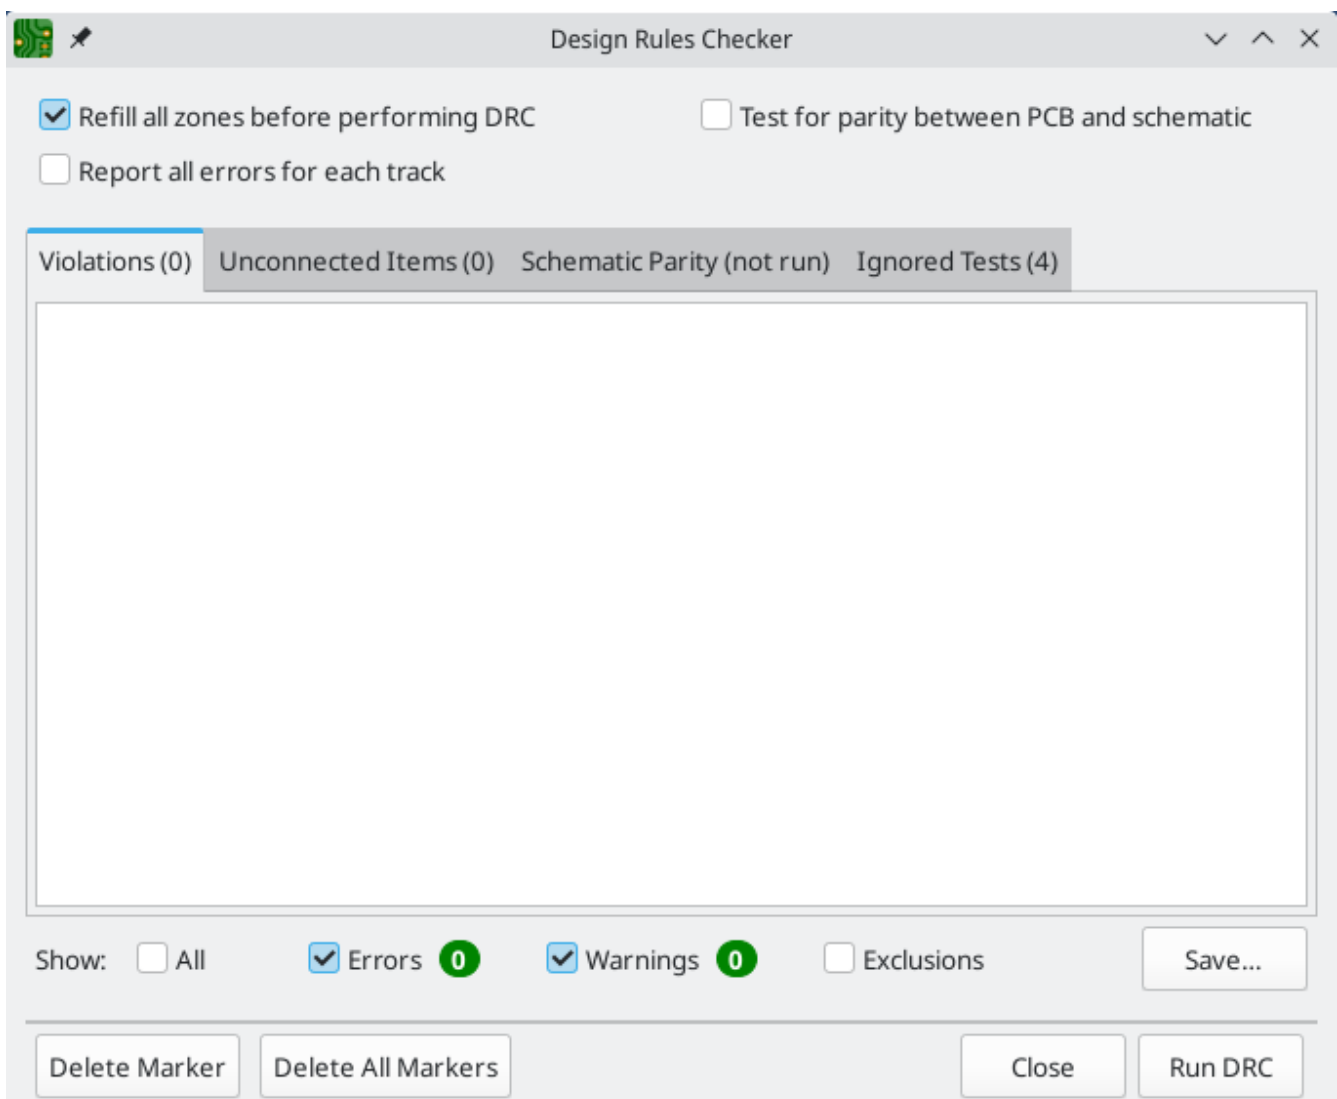 Design Rules Checker
Refill all zones before performing DRC
Test for parity between PCB and schematic
Report all errors for each track
Violations (0) Unconnected Items (0) Schematic Parity (not run) Ignored Tests (4)
Show: All Errors 0 Warnings 0 Exclusions Save...
Delete Marker Delete All Markers Close Run DRC